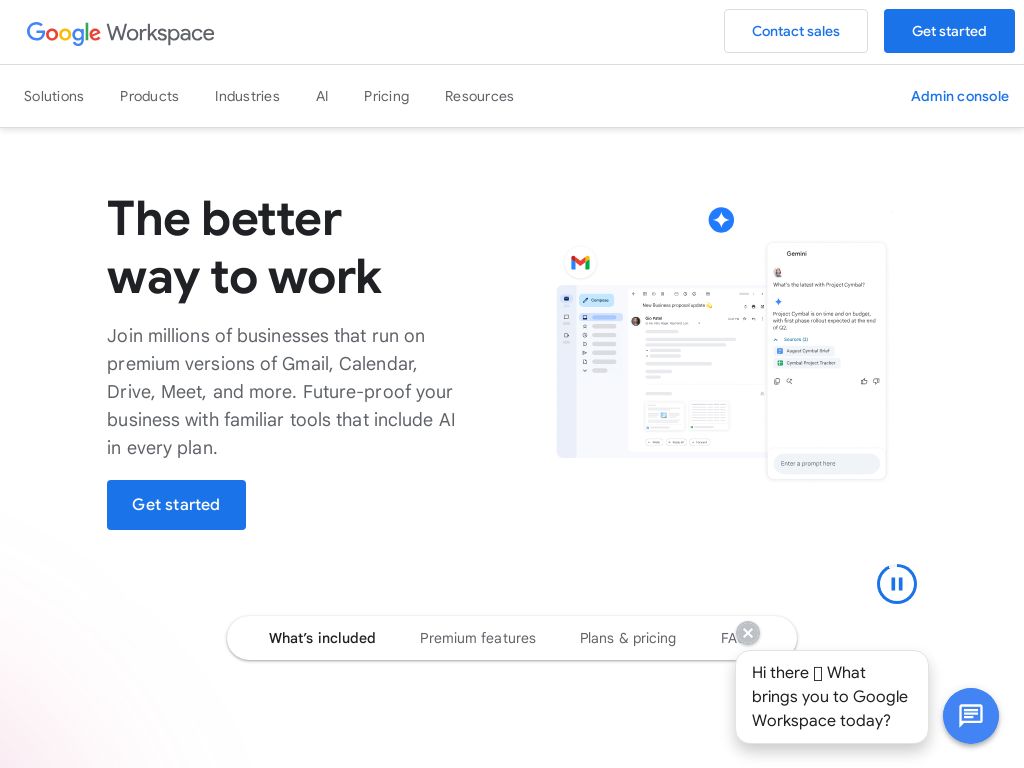 Google Workspace
Contact sales
Get started
Solutions
Products
Industries
AI
Pricing
Resources
Admin console
The better
way to work
Join millions of businesses that run on
premium versions of Gmail, Calendar,
Drive, Meet, and more. Future-proof your
business with familiar tools that include AI
in every plan.
Get started
Compose
New Business proposal update
Gio Patel
Gemini
What's the latest with Project Cymbal?
Project Cymbal is on time and on budget,
with first phase rollout expected at the end
of Q2.
Sources (2)
August Cymbal Brief
Cymbal Project Tracker
Enter a prompt here
What's included
Premium features
Plans & pricing
FA
Hi there What
brings you to Google
Workspace today?